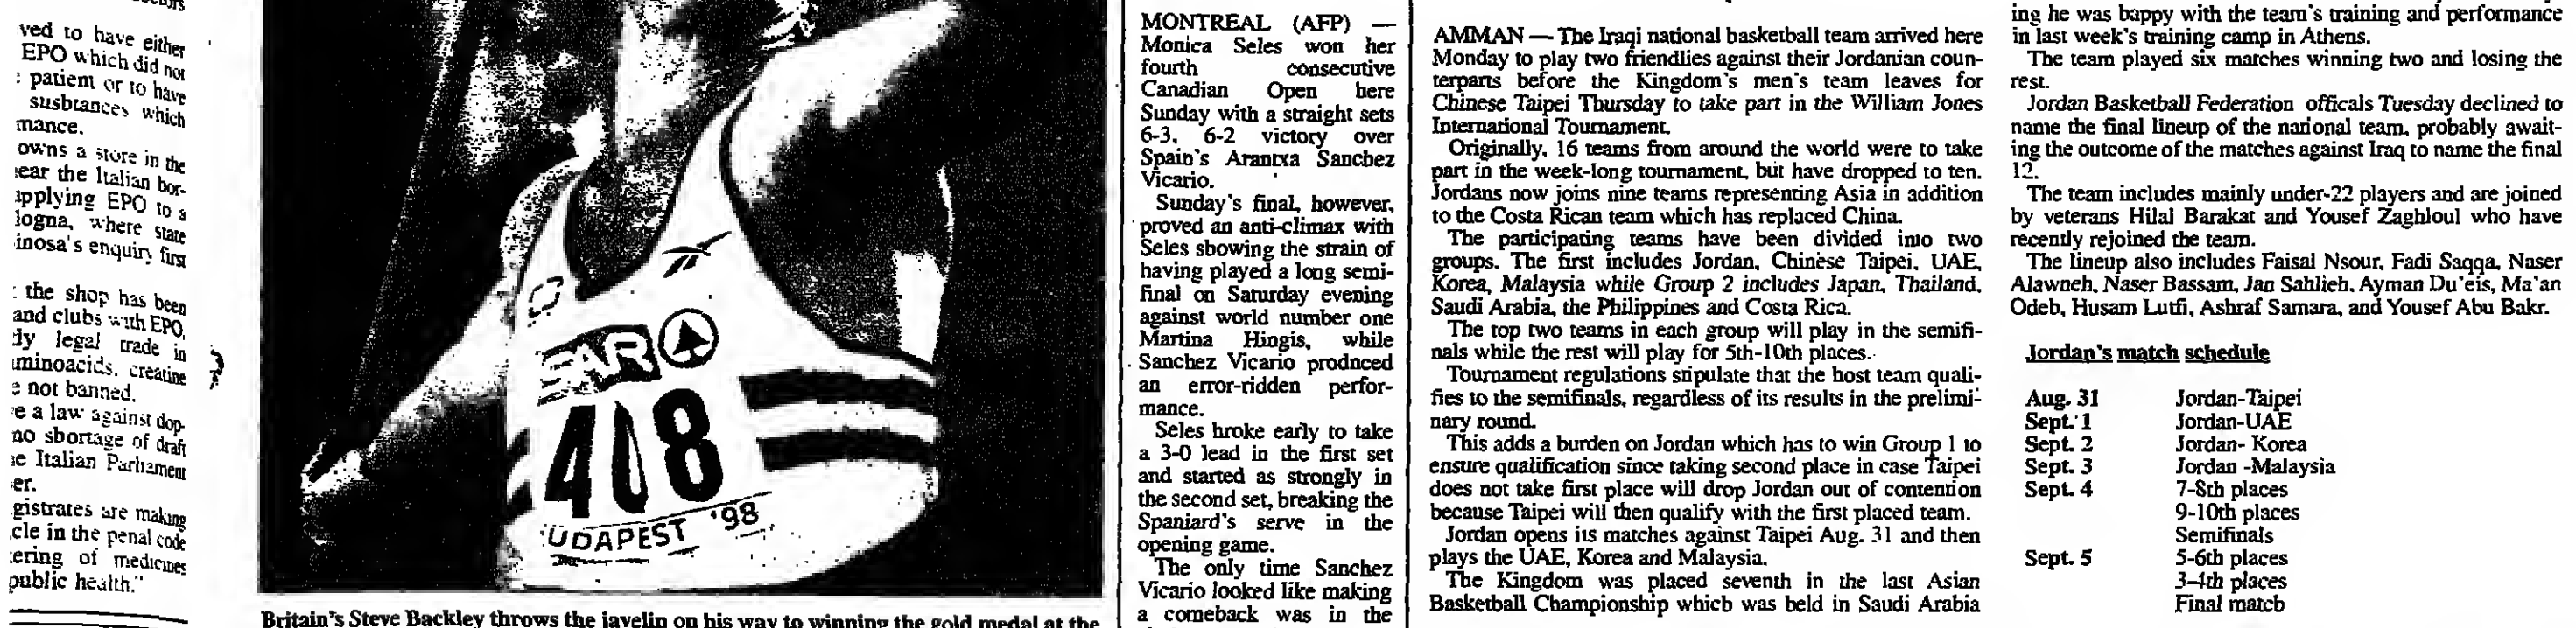 ved to have either
EPO which did not
patient or to have
susbtances which
mance.
owns a store in the
ear the Italian bor-
pplying EPO to a
logna, where state
inosa's enquiry first
the shop has been
and clubs with EPO,
dy legal trade in
minoacids, creatine
e not banned.
e a law against dop-
no sbortage of draft
e Italian Parliament
er.
gistrates are making
cle in the penal code
ering of medicines
public health."
EAR
408
UDAPEST '98
Britain's Steve Backley throws the javelin on his way to winning the gold medal at the
MONTREAL (AFP) —
Monica Seles won her
fourth consecutive
Canadian Open here
Sunday with a straight sets
6-3, 6-2 victory over
Spain's Arantxa Sanchez
Vicario.
Sunday's final, however,
proved an anti-climax with
Seles sbowing the strain of
having played a long semi-
final on Saturday evening
against world number one
Martina Hingis, while
Sanchez Vicario prodnced
an error-ridden perfor-
mance.
Seles hroke early to take
a 3-0 lead in the first set
and started as strongly in
the second set, breaking the
Spaniard's serve in the
opening game.
The only time Sanchez
Vicario looked like making
a comeback was in the
AMMAN — The Iraqi national basketball team arrived here
Monday to play two friendlies against their Jordanian coun-
terparts before the Kingdom's men's team leaves for
Chinese Taipei Thursday to take part in the William Jones
International Tournament.
Originally, 16 teams from around the world were to take
part in the week-long tournament, but have dropped to ten.
Jordans now joins nine teams representing Asia in addition
to the Costa Rican team which has replaced China.
The participating teams have been divided into two
groups. The first includes Jordan, Chinese Taipei, UAE,
Korea, Malaysia while Group 2 includes Japan, Thailand,
Saudi Arabia, the Philippines and Costa Rica.
The top two teams in each group will play in the semifi-
nals while the rest will play for 5th-10th places.
Tournament regulations stipulate that the host team quali-
fies to the semifinals, regardless of its results in the prelimi-
nary round.
This adds a burden on Jordan which has to win Group 1 to
ensure qualification since taking second place in case Taipei
does not take first place will drop Jordan out of contention
because Taipei will then qualify with the first placed team.
Jordan opens its matches against Taipei Aug. 31 and then
plays the UAE, Korea and Malaysia.
The Kingdom was placed seventh in the last Asian
Basketball Championship whicb was beld in Saudi Arabia
ing he was bappy with the team's training and performance
in last week's training camp in Athens.
The team played six matches winning two and losing the
rest.
Jordan Basketball Federation officals Tuesday declined to
name the final lineup of the national team, probably await-
ing the outcome of the matches against Iraq to name the final
12.
The team includes mainly under-22 players and are joined
by veterans Hilal Barakat and Yousef Zaghloul who have
recently rejoined the team.
The lineup also includes Faisal Nsour, Fadi Saqqa, Naser
Alawneh, Naser Bassam, Jan Sahlieh, Ayman Du'eis, Ma'an
Odeb, Husam Lutfi, Ashraf Samara, and Yousef Abu Bakr.
Jordan's match schedule
Aug. 31 Jordan-Taipei
Sept. 1 Jordan-UAE
Sept. 2 Jordan- Korea
Sept. 3 Jordan -Malaysia
Sept. 4 7-8th places
9-10th places
Semifinals
Sept. 5 5-6th places
3-4th places
Final matcb